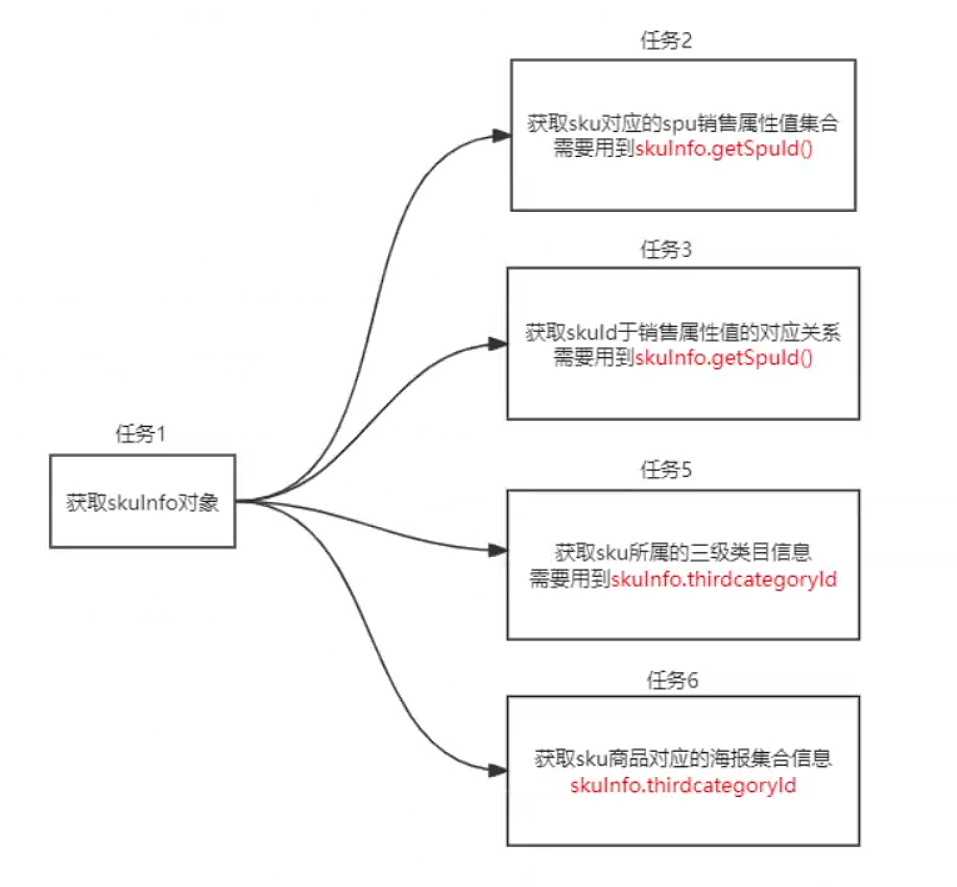 任务2
获取sku对应的spu销售属性值集合
需要用到skuInfo.getSpuId()
任务3
获取skuId于销售属性值的对应关系
需要用到skuInfo.getSpuId()
任务1
获取skuInfo对象
任务5
获取sku所属的三级类目信息
需要用到skuInfo.thirdcategoryId
任务6
获取sku商品对应的海报集合信息
skuInfo.thirdcategoryId